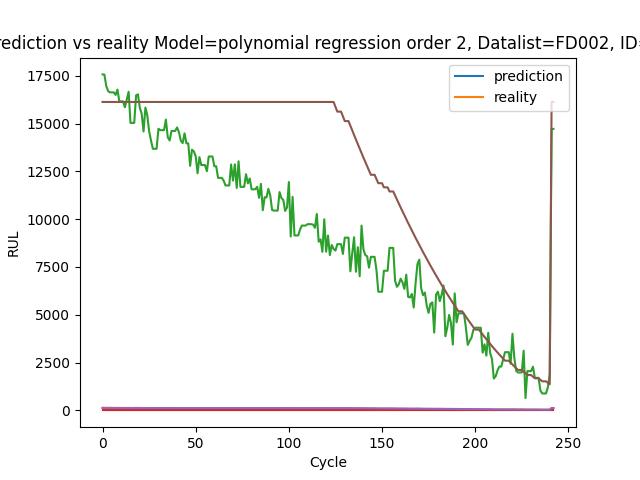 rediction vs reality Model=polynomial regression order 2, Datalist=FD002, ID=
prediction
reality
RUL
17500
15000
12500
10000
7500
5000
2500
0
0 50 100 150 200 250
Cycle